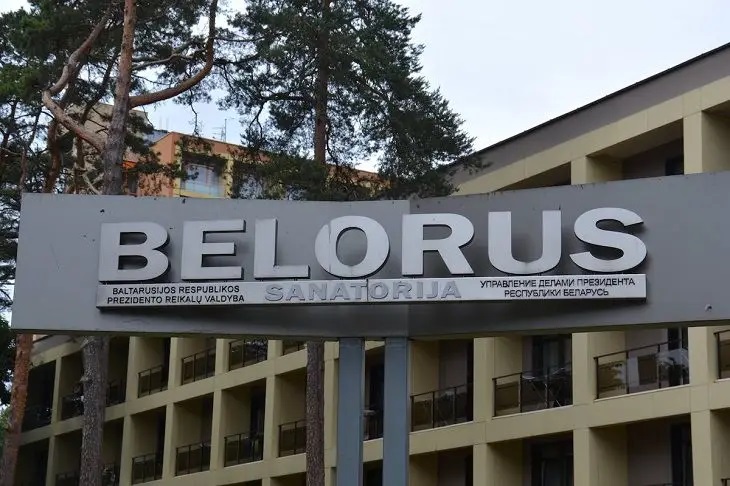 BELORUS
BALTARUSIJOS RESPUBLIKOS
PREZIDENTO REIKALŲ VALDYBA
SANATORIJA
УПРАВЛЕНИЕ ДЕЛАМИ ПРЕЗИДЕНТА
РЕСПУБЛИКИ БЕЛАРУСЬ